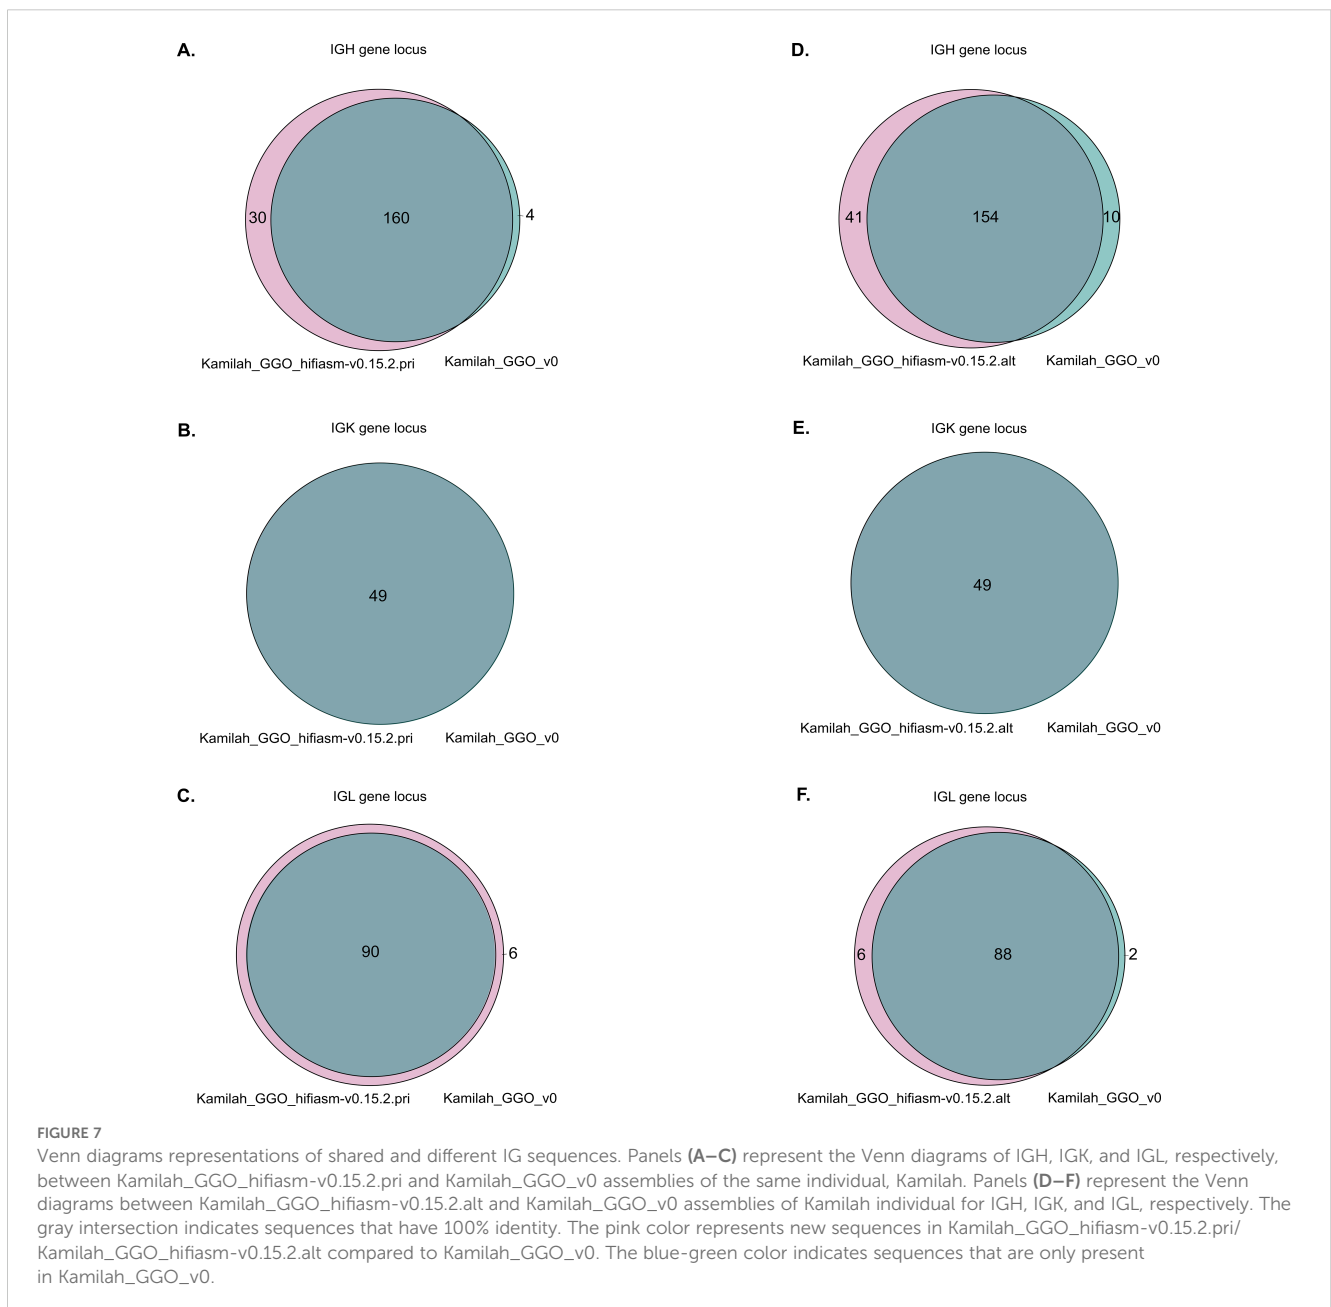 A.
IGH gene locus
30
160
4
Kamilah_GGO_hifiasm-v0.15.2.pri
Kamilah_GGO_v0
D.
IGH gene locus
41
154
10
Kamilah_GGO_hifiasm-v0.15.2.alt
Kamilah_GGO_v0
B.
IGK gene locus
49
Kamilah_GGO_hifiasm-v0.15.2.pri
Kamilah_GGO_v0
E.
IGK gene locus
49
Kamilah_GGO_hifiasm-v0.15.2.alt
Kamilah_GGO_v0
C.
IGL gene locus
90
6
Kamilah_GGO_hifiasm-v0.15.2.pri
Kamilah_GGO_v0
F.
IGL gene locus
6
88
2
Kamilah_GGO_hifiasm-v0.15.2.alt
Kamilah_GGO_v0
FIGURE 7
Venn diagrams representations of shared and different IG sequences. Panels (A–C) represent the Venn diagrams of IGH, IGK, and IGL, respectively,
between Kamilah_GGO_hifiasm-v0.15.2.pri and Kamilah_GGO_v0 assemblies of the same individual, Kamilah. Panels (D–F) represent the Venn
diagrams between Kamilah_GGO_hifiasm-v0.15.2.alt and Kamilah_GGO_v0 assemblies of Kamilah individual for IGH, IGK, and IGL, respectively. The
gray intersection indicates sequences that have 100% identity. The pink color represents new sequences in Kamilah_GGO_hifiasm-v0.15.2.pri/
Kamilah_GGO_hifiasm-v0.15.2.alt compared to Kamilah_GGO_v0. The blue-green color indicates sequences that are only present
in Kamilah_GGO_v0.